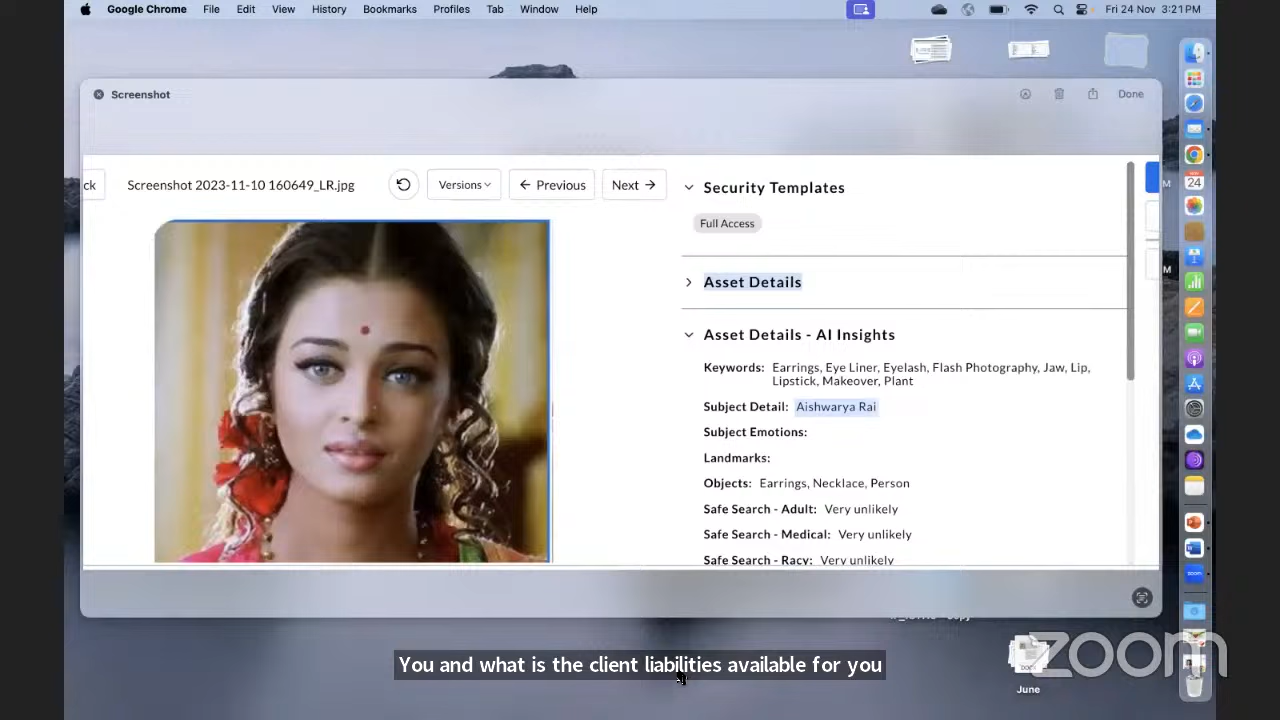 Google Chrome File Edit View History Bookmarks Profiles Tab Window Help Fri 24 Nov 3:21 PM
Screenshot Done
ck Screenshot 2023-11-10 160649_LR.jpg Versions Previous Next
Security Templates
Full Access
Asset Details
Asset Details - AI Insights
Keywords: Earrings, Eye Liner, Eyelash, Flash Photography, Jaw, Lip,
Lipstick, Makeover, Plant
Subject Detail: Aishwarya Rai
Subject Emotions:
Landmarks:
Objects: Earrings, Necklace, Person
Safe Search - Adult: Very unlikely
Safe Search - Medical: Very unlikely
Safe Search - Racy: Very unlikely
M
M
NOV
24
zoom
You and what is the client liabilities available for you
June
zoom